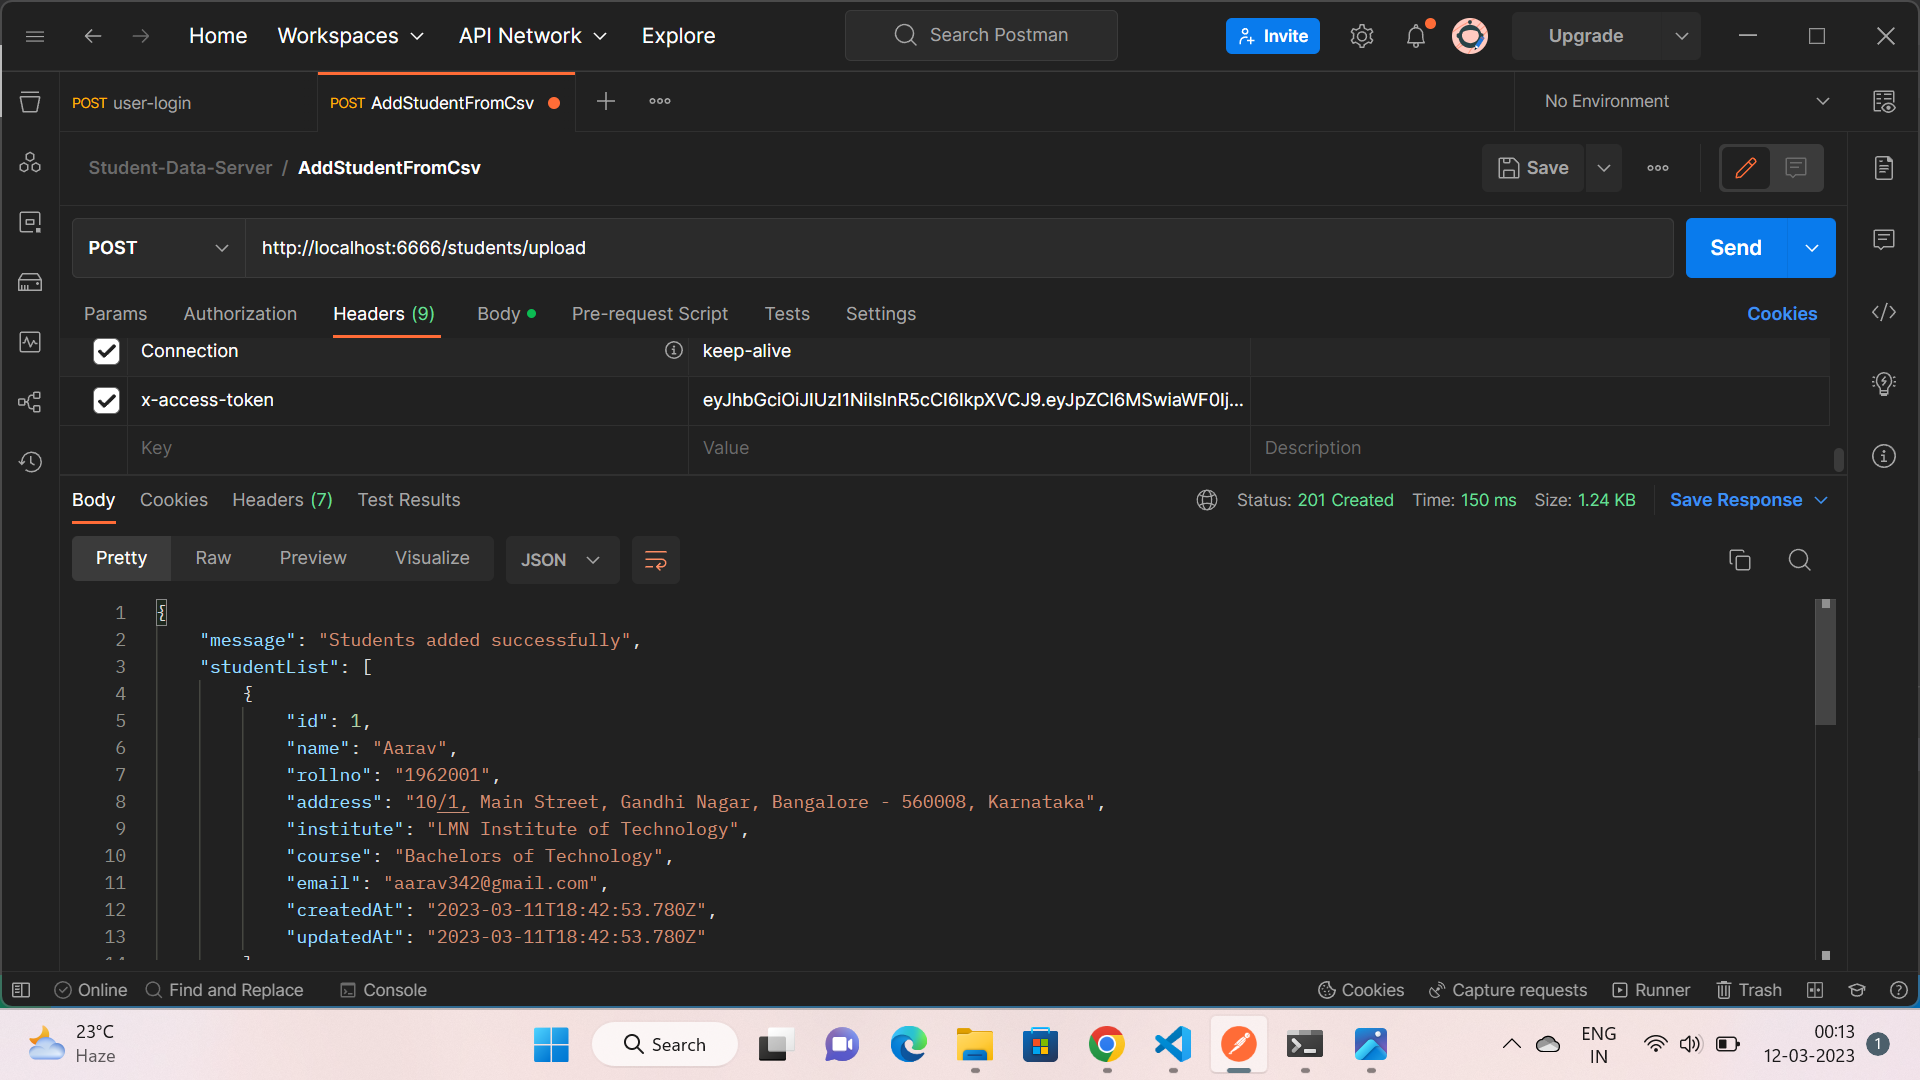 Home Workspaces API Network Explore Search Postman Invite Upgrade
POST user-login POST AddStudentFromCsv No Environment
Student-Data-Server / AddStudentFromCsv Save
POST http://localhost:6666/students/upload Send
Params Authorization Headers (9) Body Pre-request Script Tests Settings Cookies
Connection keep-alive
x-access-token eyJhbGciOiJIUzI1NiIsInR5cCI6IkpXVCJ9.eyJpZCI6MSwiaWF0Ij...
Key Value Description
Body Cookies Headers (7) Test Results Status: 201 Created Time: 150 ms Size: 1.24 KB Save Response
Pretty Raw Preview Visualize JSON
1 {
2 "message": "Students added successfully",
3 "studentList": [
4 {
5 "id": 1,
6 "name": "Aarav",
7 "rollno": "1962001",
8 "address": "10/1, Main Street, Gandhi Nagar, Bangalore - 560008, Karnataka",
9 "institute": "LMN Institute of Technology",
10 "course": "Bachelors of Technology",
11 "email": "aarav342@gmail.com",
12 "createdAt": "2023-03-11T18:42:53.780Z",
13 "updatedAt": "2023-03-11T18:42:53.780Z"
Online Find and Replace Console Cookies Capture requests Runner Trash
23°C
Haze
Search
ENG
IN
00:13
12-03-2023
1